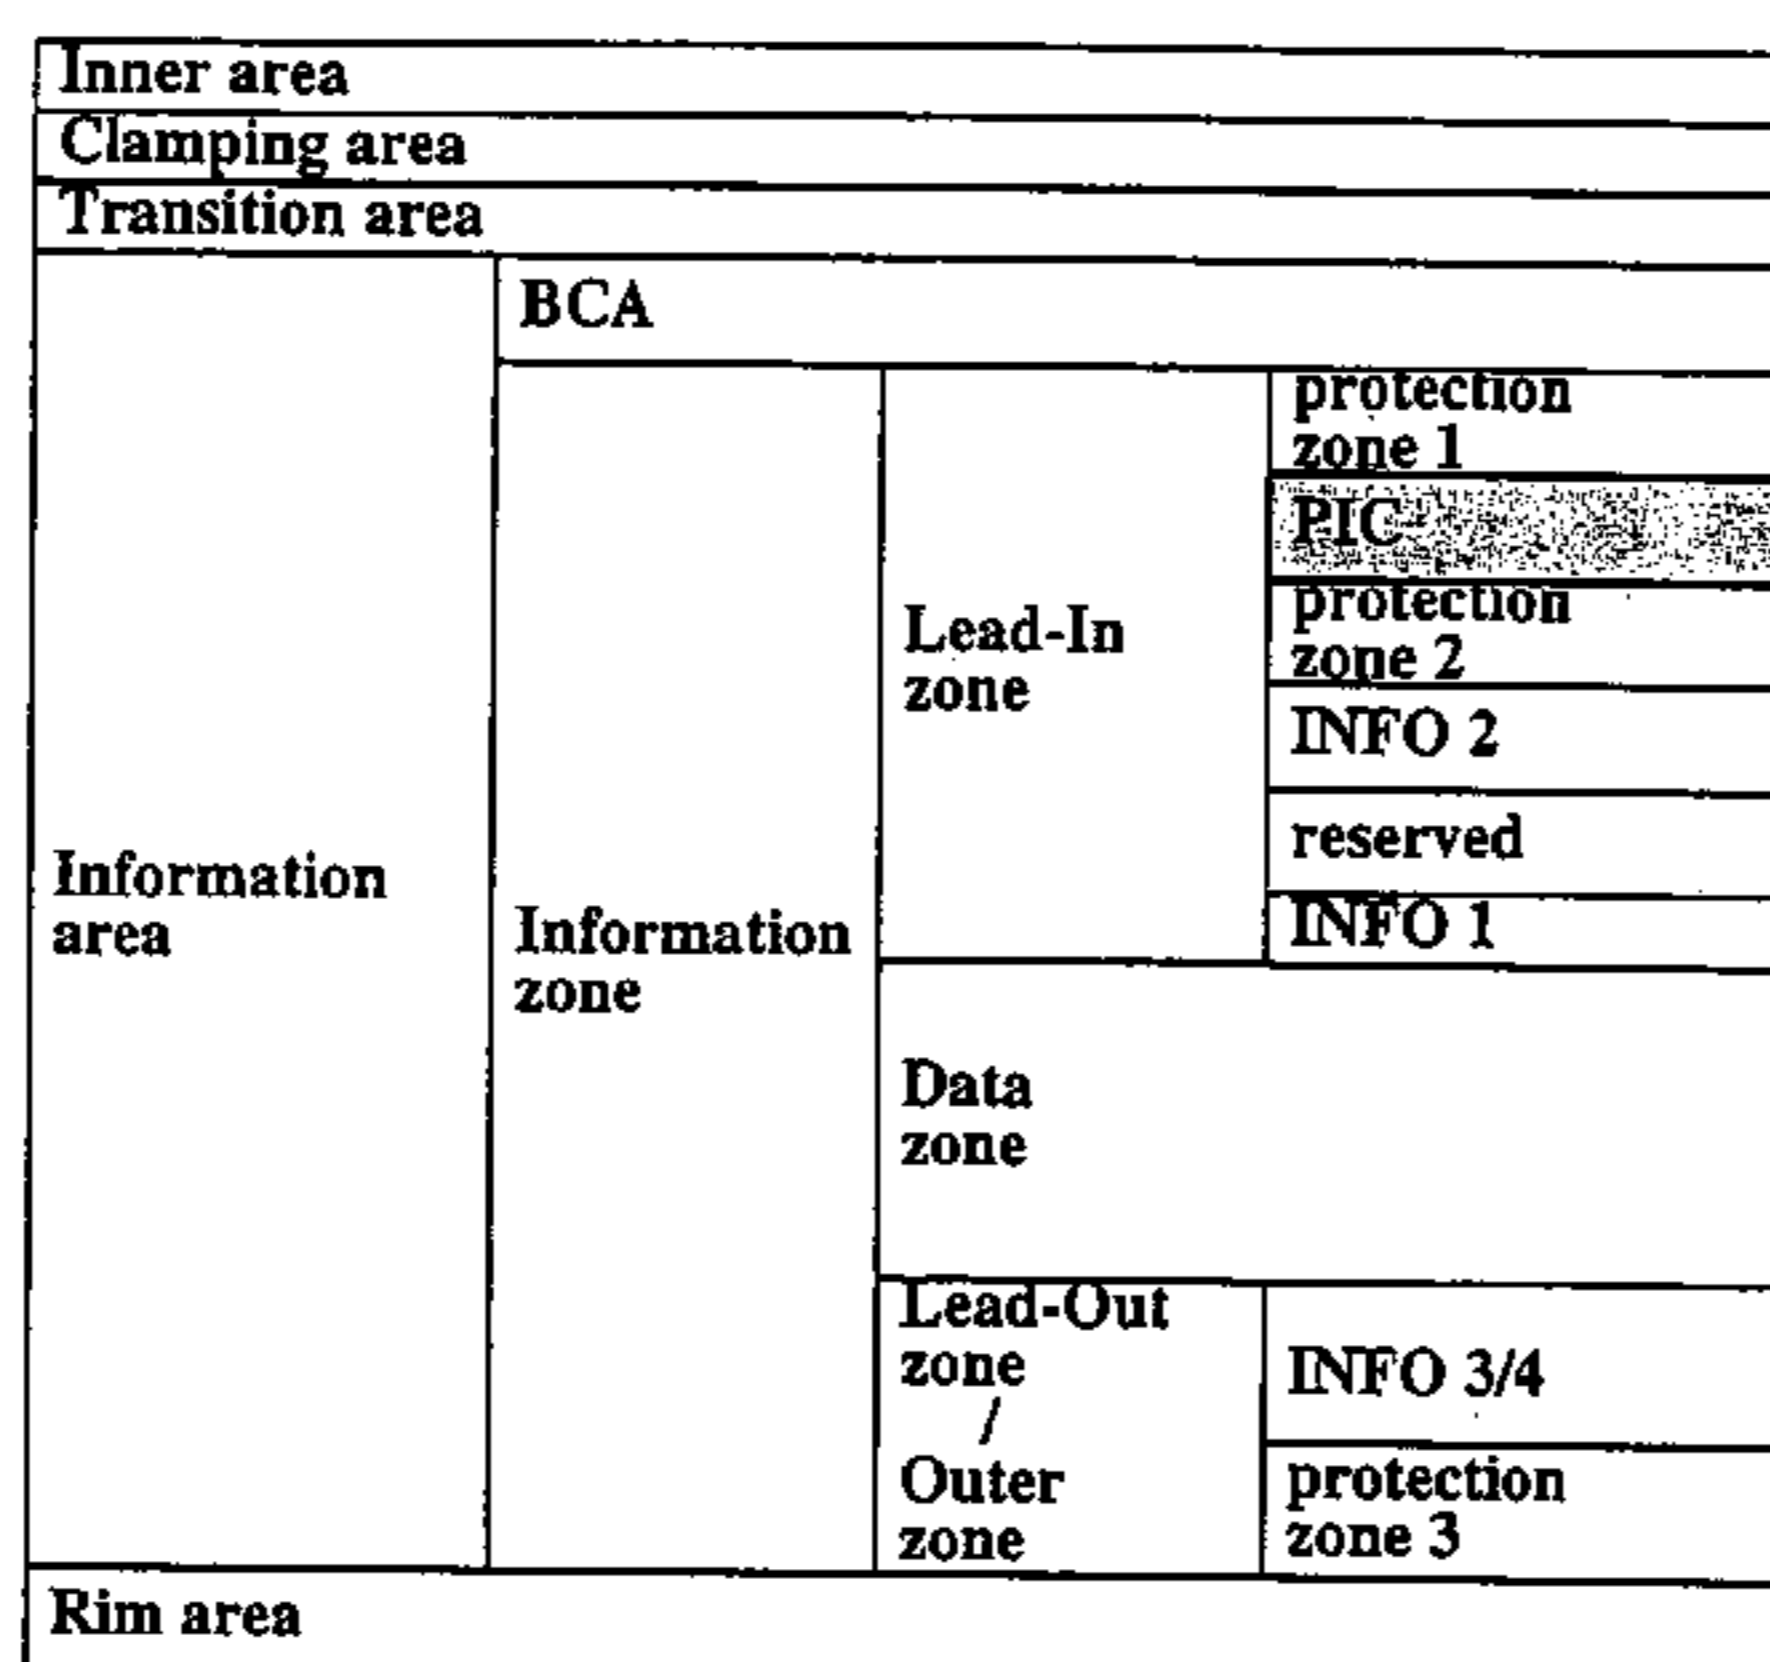 Inner area
Clamping area
Transition area
Information
area
BCA
Information
zone
Lead-In
zone
protection
zone 1
PIC
protection
zone 2
INFO 2
reserved
INFO 1
Data
zone
Lead-Out
zone
/
Outer
zone
INFO 3/4
protection
zone 3
Rim area